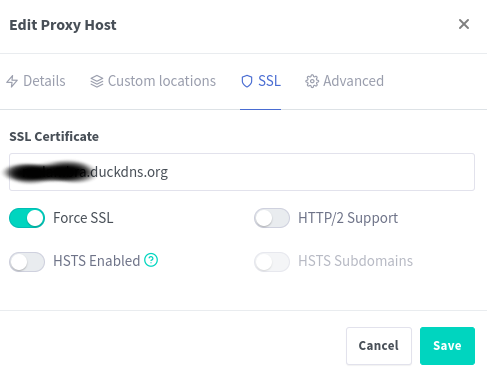 Edit Proxy Host
Details Custom locations SSL Advanced
SSL Certificate
.duckdns.org
Force SSL HTTP/2 Support
HSTS Enabled HSTS Subdomains
Cancel Save